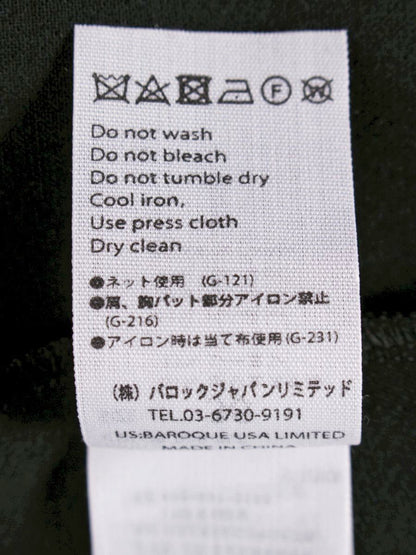 F W
Do not wash
Do not bleach
Do not tumble dry
Cool iron,
Use press cloth
Dry clean
●ネット使用 (G-121)
●肩、胸パット部分アイロン禁止
(G-216)
●アイロン時は当て布使用(G-231)
(株) バロックジャパンリミテッド
TEL.03-6730-9191
US:BAROQUE USA LIMITED
MADE IN CHINA